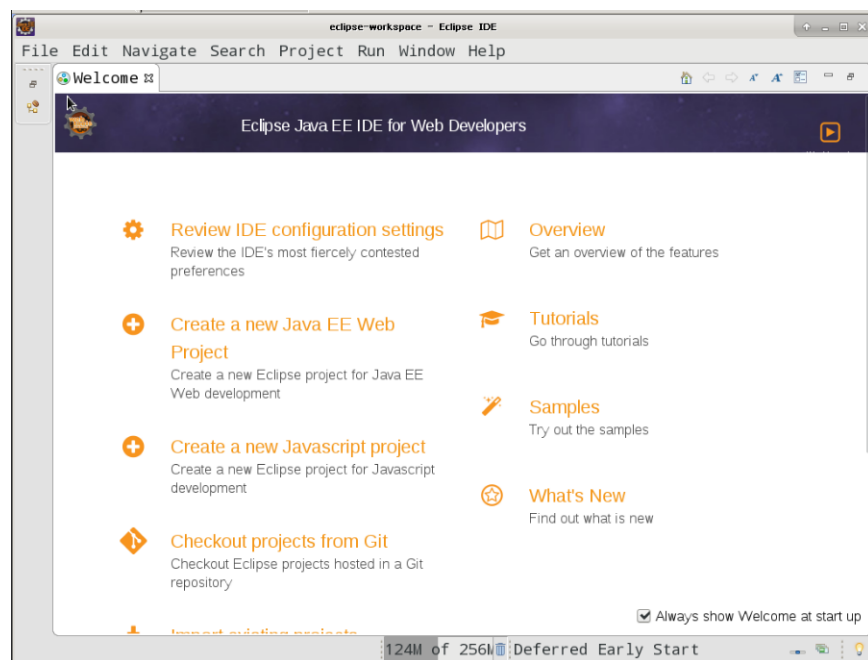 eclipse-workspace - Eclipse IDE
File Edit Navigate Search Project Run Window Help
Welcome
Eclipse Java EE IDE for Web Developers
Review IDE configuration settings
Review the IDE's most fiercely contested
preferences
Create a new Java EE Web
Project
Create a new Eclipse project for Java EE
Web development
Create a new Javascript project
Create a new Eclipse project for Javascript
development
Checkout projects from Git
Checkout Eclipse projects hosted in a Git
repository
Import existing projects
Overview
Get an overview of the features
Tutorials
Go through tutorials
Samples
Try out the samples
What's New
Find out what is new
Always show Welcome at start up
124M of 256M Deferred Early Start